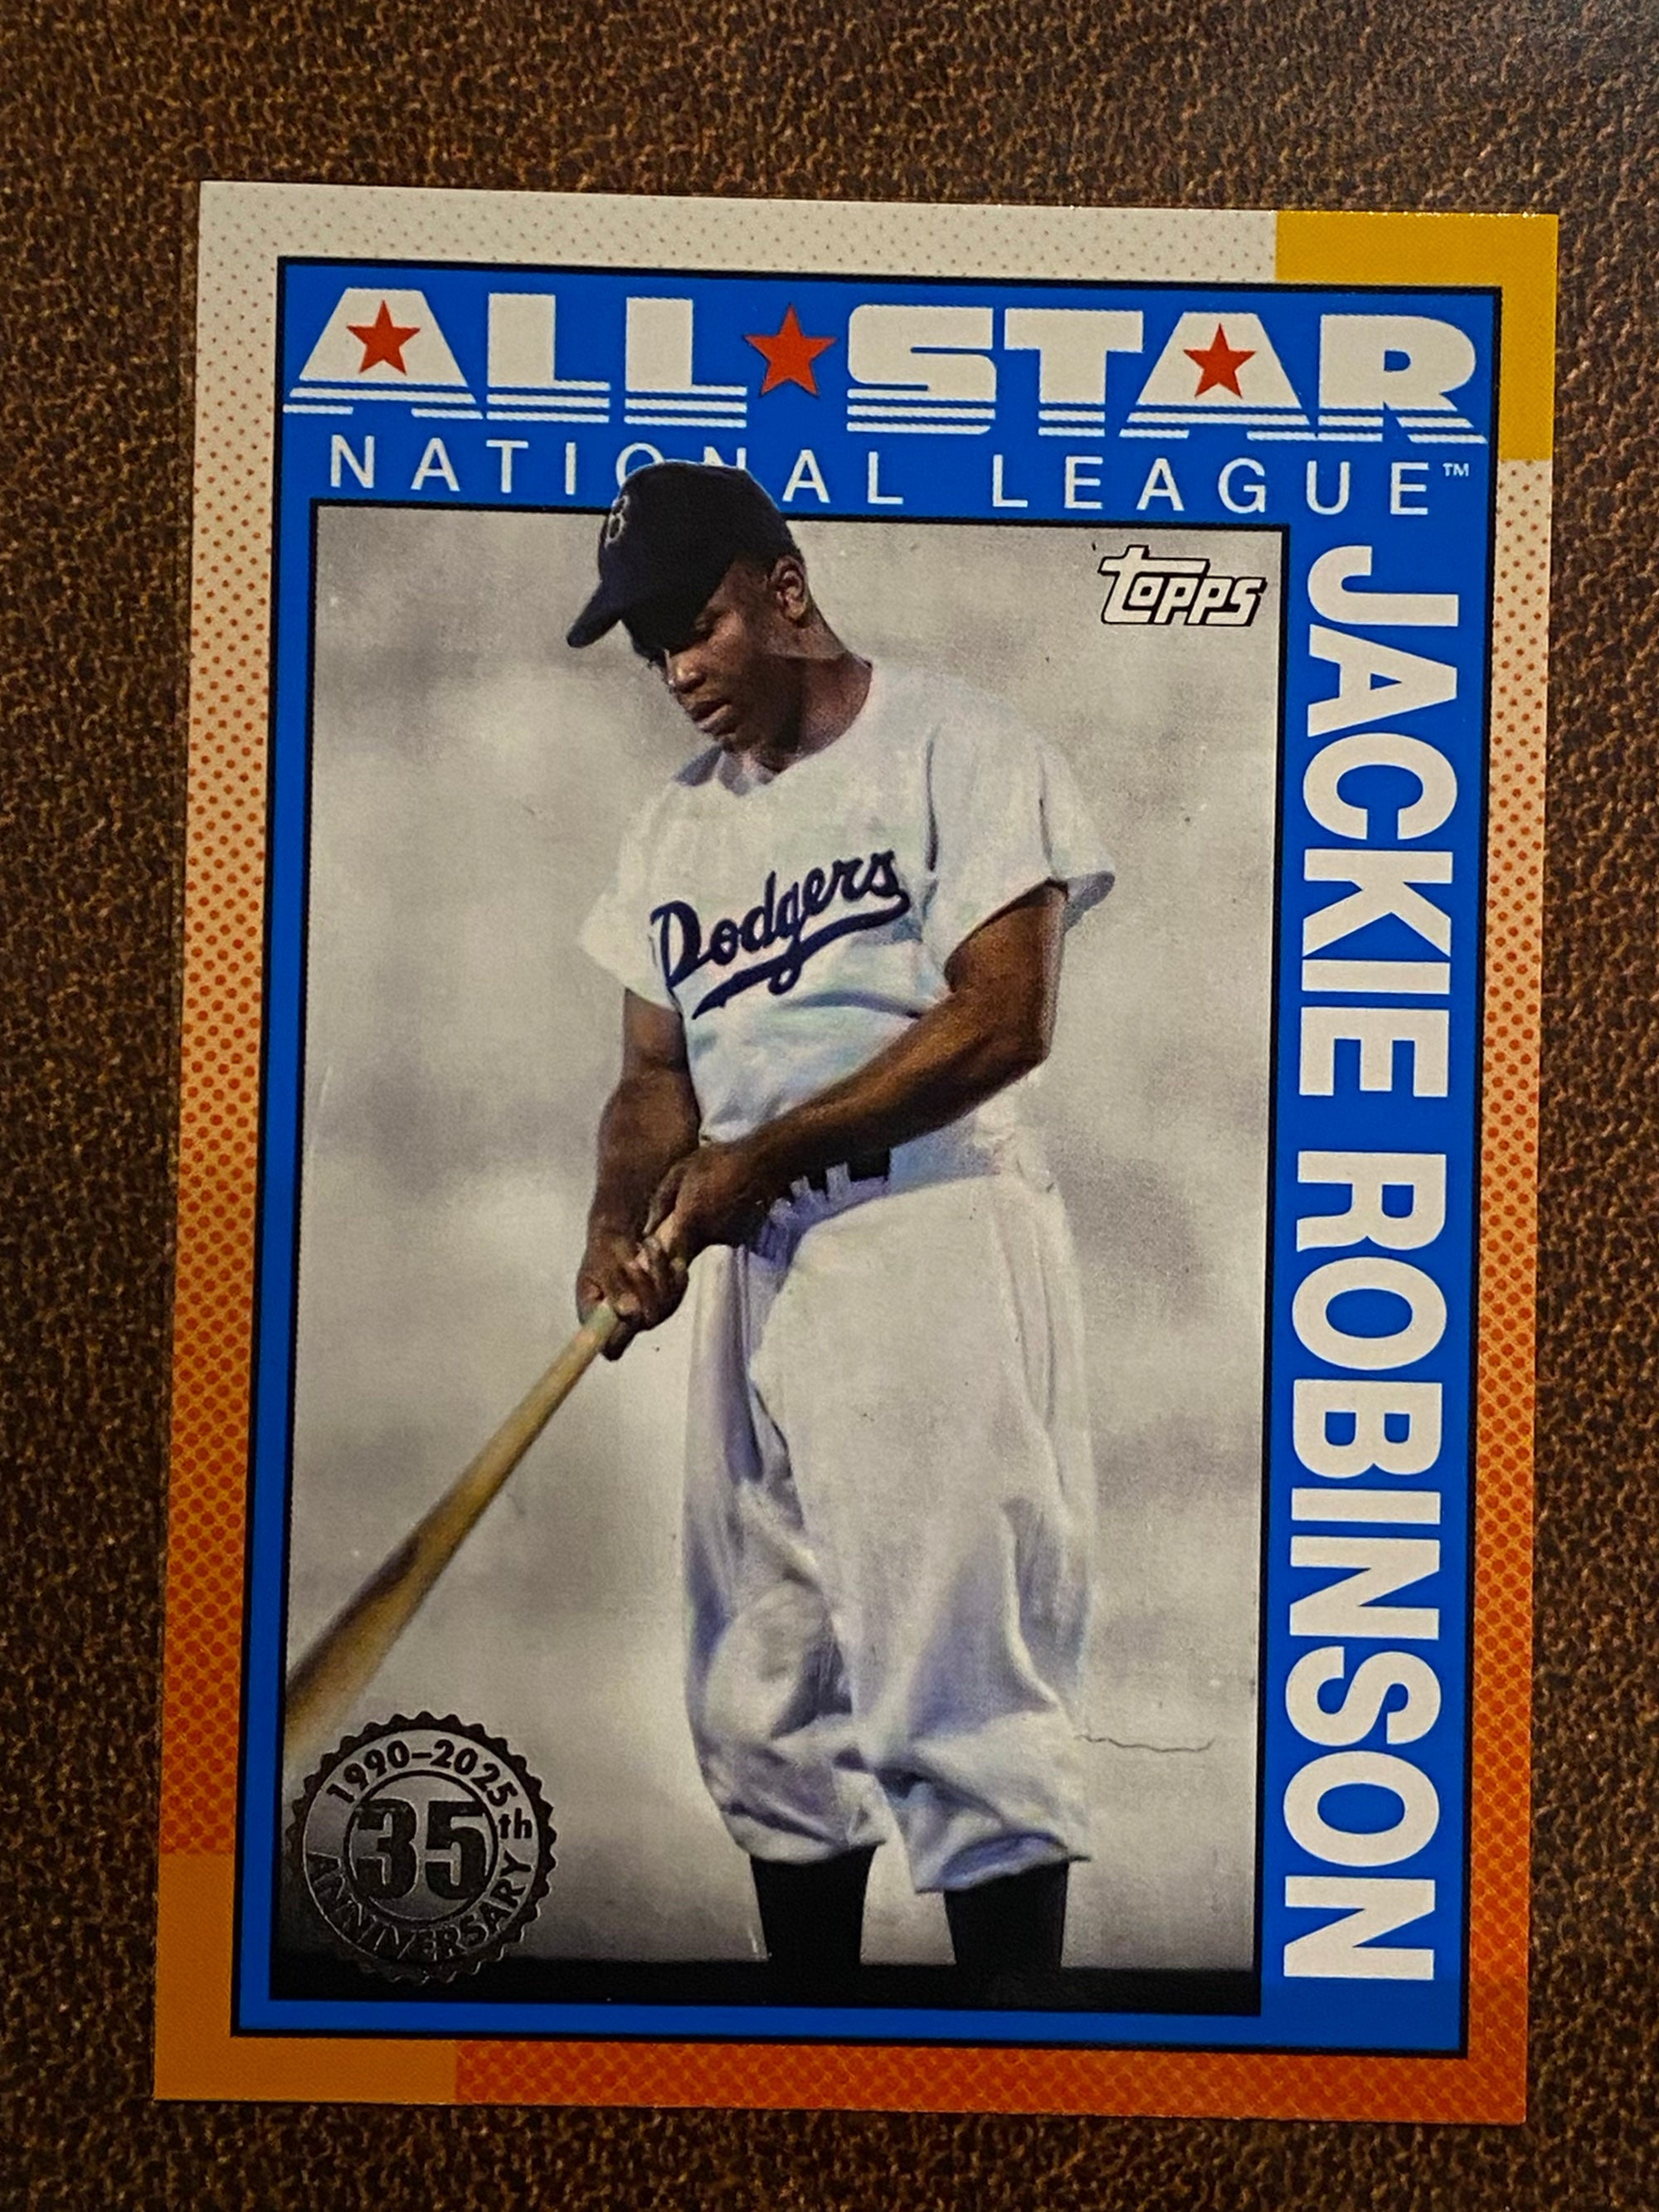 ALL★STAR
NATIONAL LEAGUE™
topps
JACKIE ROBINSON
B
Dodgers
1990–2025
35th
ANNIVERSARY